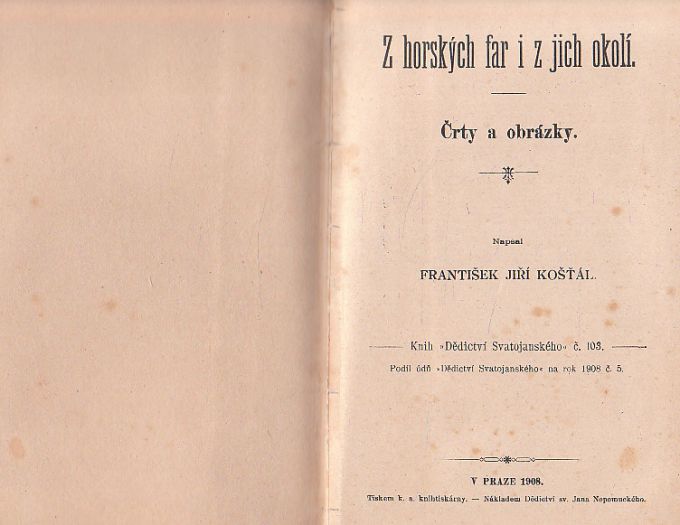 Z horských far i z jich okolí.
Črty a obrázky.
Napsal
FRANTIŠEK JIŘÍ KOŠŤÁL.
Knih »Dědictví Svatojanského« č. 103.
Podíl údů »Dědictví Svatojanského« na rok 1908 č. 5.
V PRAZE 1908.
Tiskem k. a. knihtiskárny. — Nákladem Dědictví sv. Jana Nepomuckého.